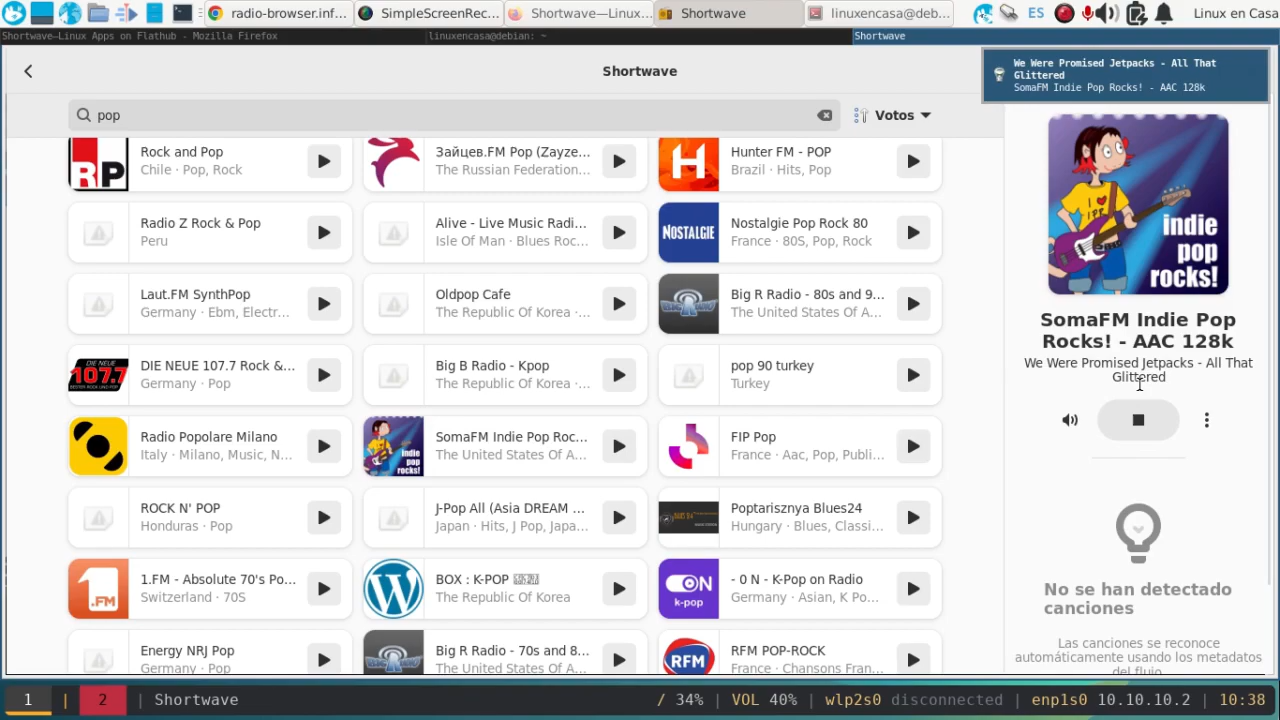 radio-browser.inf...
SimpleScreenRec...
Shortwave—Linux...
Shortwave
linuxencasa@deb...
ES
Linux en Casa
Shortwave—Linux Apps on Flathub - Mozilla Firefox
linuxencasa@debian: ~
Shortwave
Shortwave
We Were Promised Jetpacks - All That
Glittered
SomaFM Indie Pop Rocks! - AAC 128k
pop
Votos
RP
Rock and Pop
Chile · Pop, Rock
Зайцев.FM Pop (Zayze...
The Russian Federation...
H
Hunter FM - POP
Brazil · Hits, Pop
Radio Z Rock & Pop
Peru
Alive - Live Music Radi...
Isle Of Man · Blues Roc...
NOSTALGIE
Nostalgie Pop Rock 80
France · 80S, Pop, Rock
Laut.FM SynthPop
Germany · Ebm, Electr...
Oldpop Cafe
The Republic Of Korea ·...
Big R Radio - 80s and 9...
The United States Of A...
DIE NEUE
107.7
DIE NEUE 107.7 Rock &...
Germany · Pop
Big B Radio - Kpop
The Republic Of Korea ·...
pop 90 turkey
Turkey
Radio Popolare Milano
Italy · Milano, Music, N...
indie
pop
rocks!
SomaFM Indie Pop Roc...
The United States Of A...
FIP Pop
France · Aac, Pop, Publi...
ROCK N' POP
Honduras · Pop
J-Pop All (Asia DREAM ...
Japan · Hits, J Pop, Japa...
Poptarisznya Blues24
Hungary · Blues, Classi...
1.FM
1.FM - Absolute 70's Po...
Switzerland · 70S
BOX : K-POP
The Republic Of Korea
ON
k-pop
- 0 N - K-Pop on Radio
Germany · Asian, K Po...
Energy NRJ Pop
Germany · Pop
Big R Radio - 70s and 8...
The United States Of A...
RFM
RFM POP-ROCK
France · Chansons Fran...
I ♥
IPR
indie
pop
rocks!
SomaFM Indie Pop
Rocks! - AAC 128k
We Were Promised Jetpacks - All That
Glittered
No se han detectado
canciones
Las canciones se reconoce
automáticamente usando los metadatos
del flujo
1 | 2 | Shortwave
/ 34% | VOL 40% | wlp2s0 disconnected | enp1s0 10.10.10.2 | 10:38